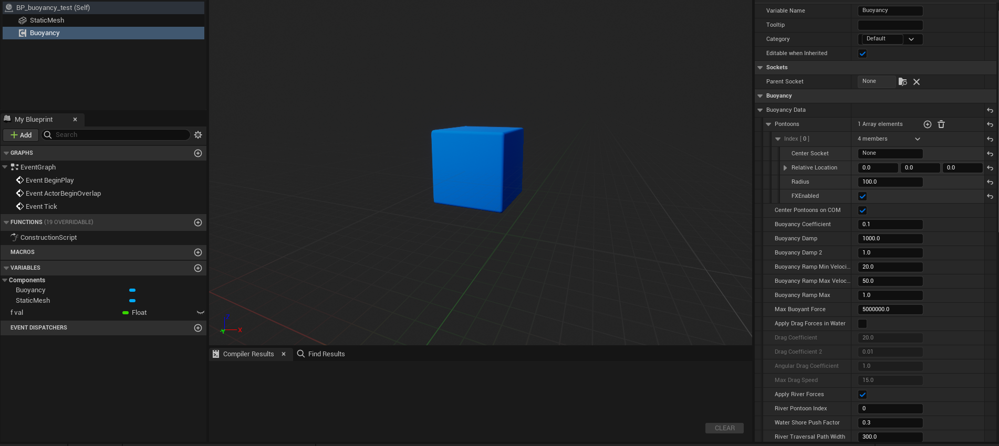 BP_buoyancy_test (Self)
StaticMesh
Buoyancy
My Blueprint
Add
Search
GRAPHS
EventGraph
Event BeginPlay
Event ActorBeginOverlap
Event Tick
FUNCTIONS (19 OVERRIDABLE)
ConstructionScript
MACROS
VARIABLES
Components
Buoyancy
StaticMesh
f val Float
EVENT DISPATCHERS
Z
Y
X
Compiler Results
Find Results
CLEAR
Variable Name Buoyancy
Tooltip
Category Default
Editable when Inherited
Sockets
Parent Socket None
Buoyancy
Buoyancy Data
Pontoons 1 Array elements
Index [ 0 ] 4 members
Center Socket None
Relative Location 0.0 0.0 0.0
Radius 100.0
FXEnabled
Center Pontoons on COM
Buoyancy Coefficient 0.1
Buoyancy Damp 1000.0
Buoyancy Damp 2 1.0
Buoyancy Ramp Min Veloci... 20.0
Buoyancy Ramp Max Veloc... 50.0
Buoyancy Ramp Max 1.0
Max Buoyant Force 5000000.0
Apply Drag Forces in Water
Drag Coefficient 20.0
Drag Coefficient 2 0.01
Angular Drag Coefficient 1.0
Max Drag Speed 15.0
Apply River Forces
River Pontoon Index 0
Water Shore Push Factor 0.3
River Traversal Path Width 300.0